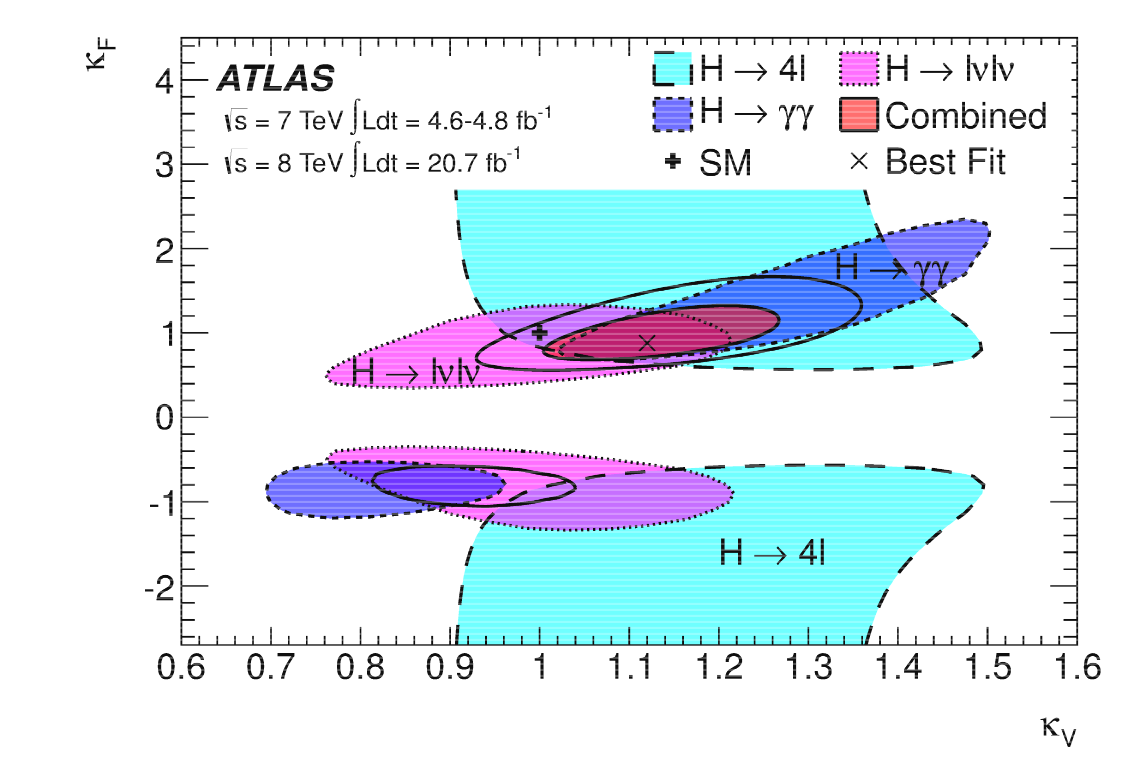 κF
ATLAS
√s = 7 TeV ∫Ldt = 4.6-4.8 fb⁻¹
√s = 8 TeV ∫Ldt = 20.7 fb⁻¹
H → 4l
H → lνlν
H → γγ
Combined
SM
Best Fit
4
3
2
1
0
-1
-2
H → γγ
H → lνlν
H → 4l
0.6 0.7 0.8 0.9 1 1.1 1.2 1.3 1.4 1.5 1.6
κV